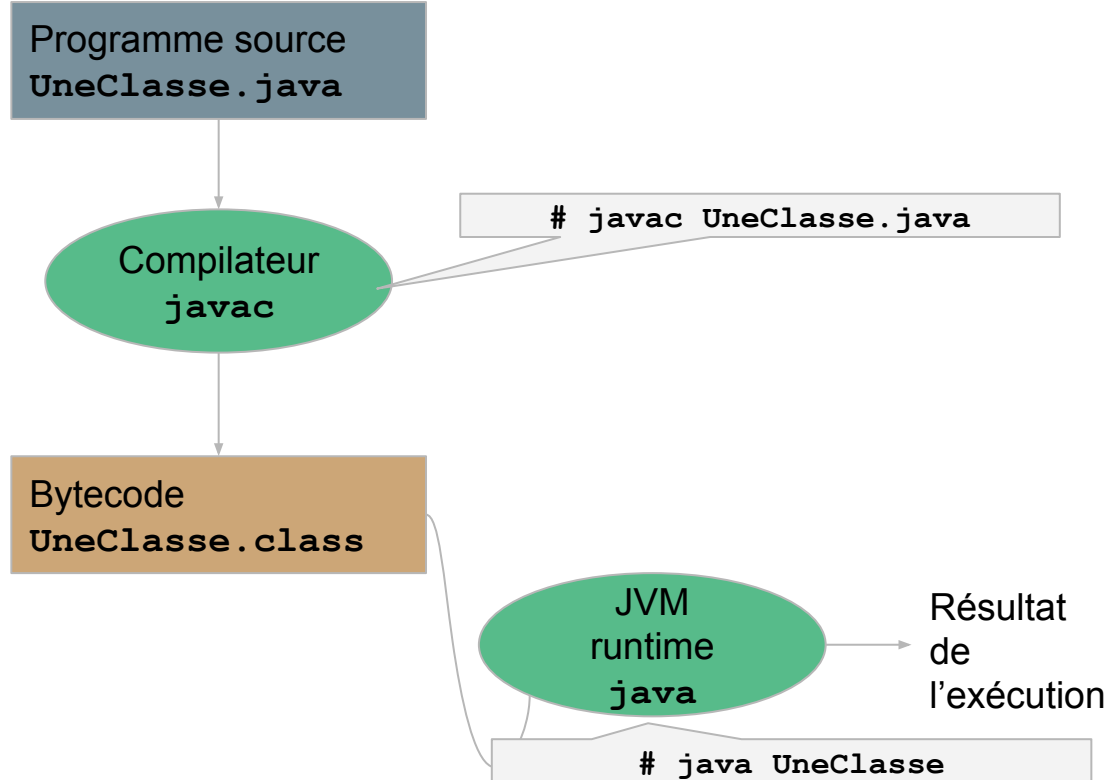 Programme source
UneClasse.java
# javac UneClasse.java
Compilateur
javac
Bytecode
UneClasse.class
JVM
runtime
java
Résultat
de
l’exécution
# java UneClasse